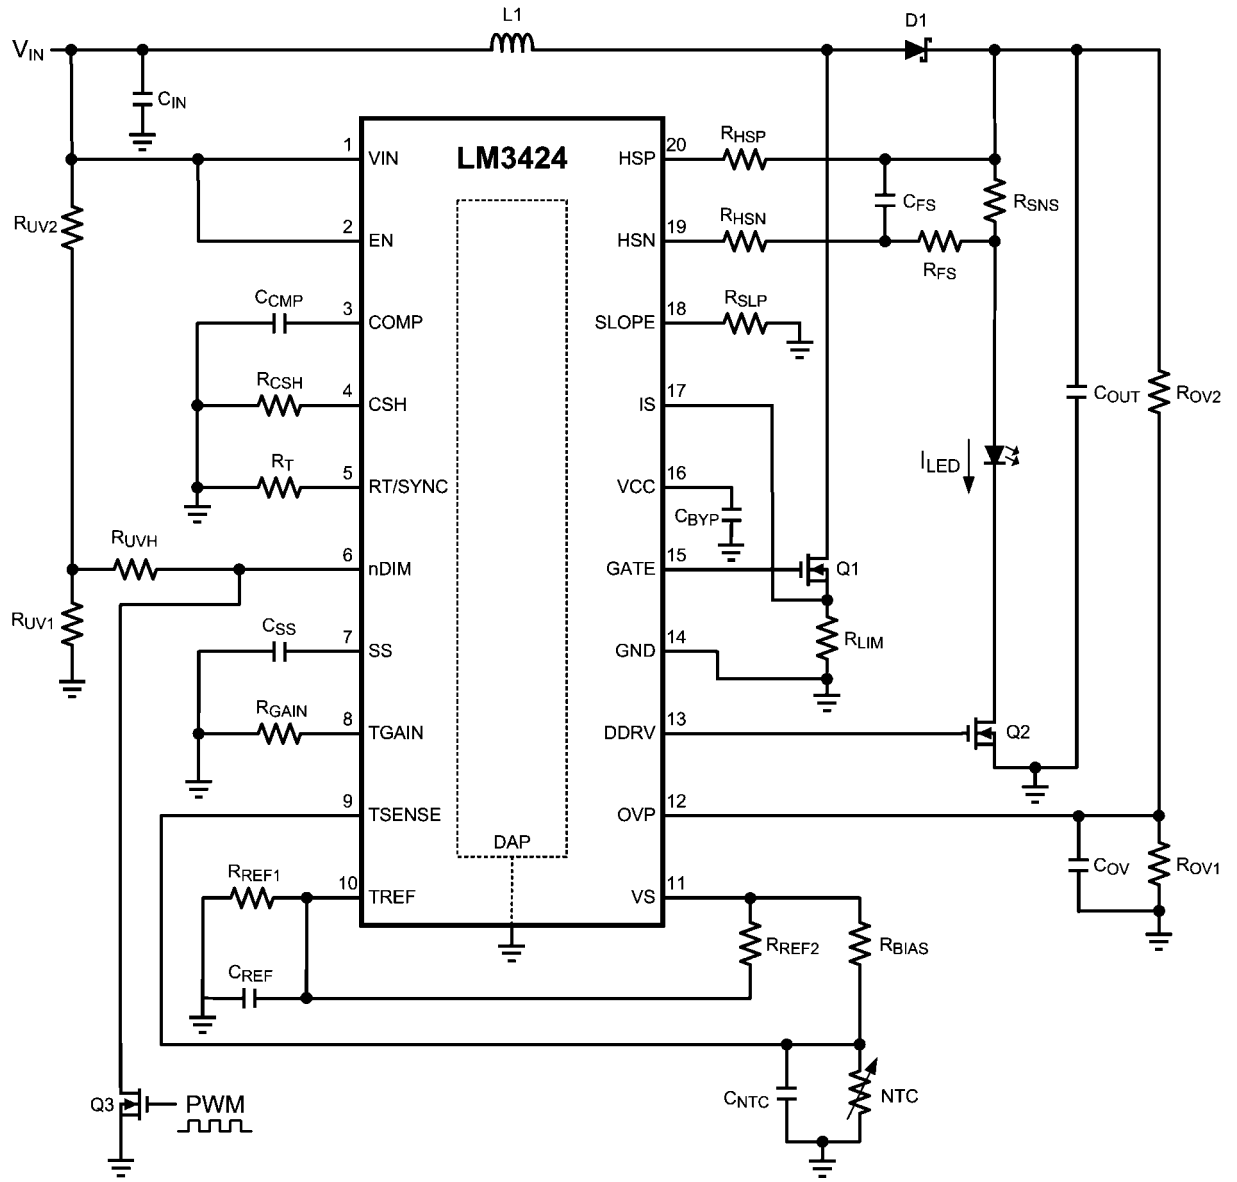 L1
D1
VIN
CIN
LM3424
1
VIN
2
EN
3
COMP
4
CSH
5
RT/SYNC
6
nDIM
7
SS
8
TGAIN
9
TSENSE
10
TREF
DAP
20
HSP
19
HSN
18
SLOPE
17
IS
16
VCC
15
GATE
14
GND
13
DDRV
12
OVP
11
VS
RUV2
CCMP
RCSH
RT
RUVH
RUV1
CSS
RGAIN
RREF1
CREF
Q3
PWM
RHSP
RHSN
CFS
RFS
RSNS
RSLP
CBYP
Q1
RLIM
ILED
COUT
ROV2
Q2
COV
ROV1
RREF2
RBIAS
CNTC
NTC